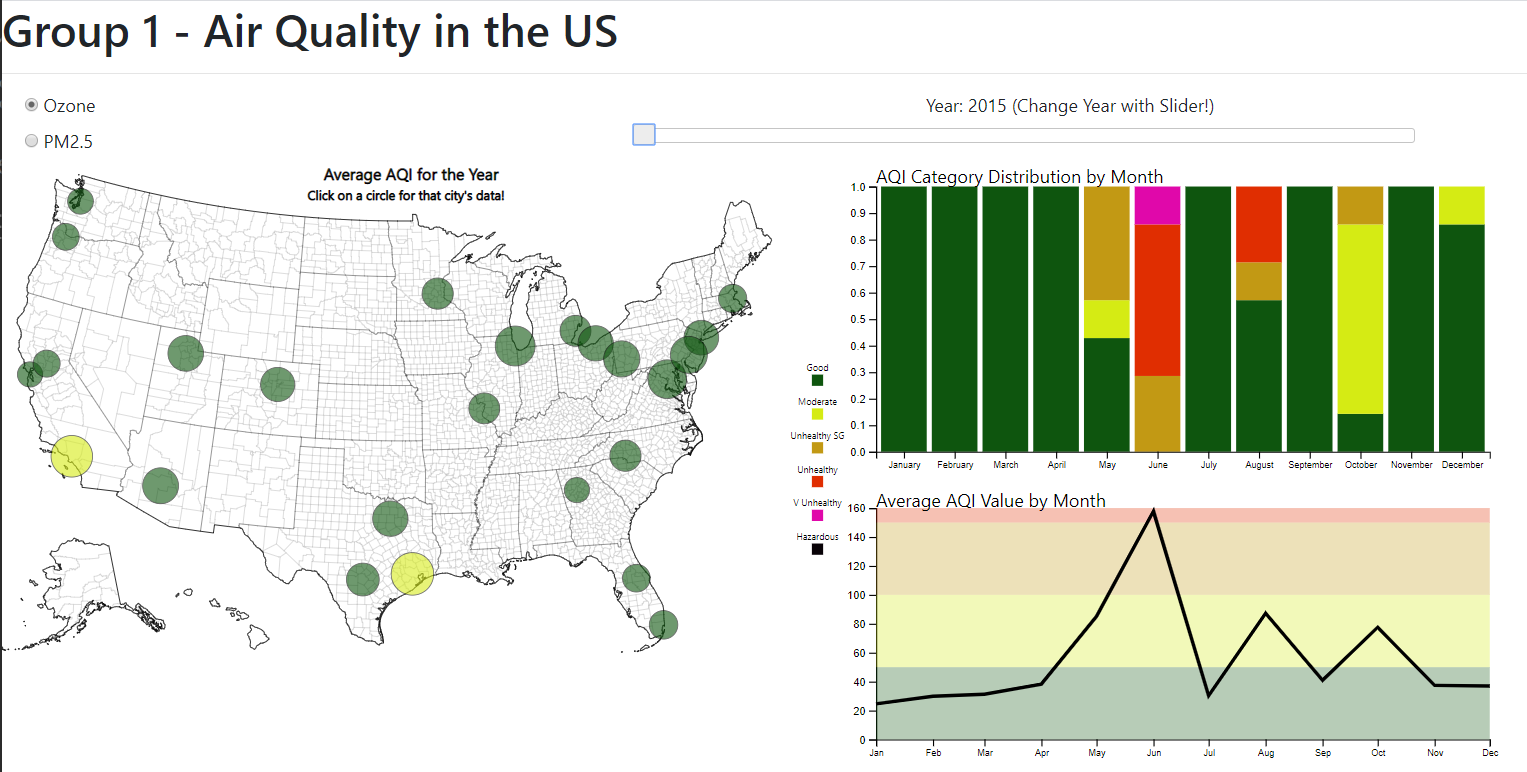 Group 1 - Air Quality in the US
Ozone
PM2.5
Year: 2015 (Change Year with Slider!)
Average AQI for the Year
Click on a circle for that city's data!
AQI Category Distribution by Month
1.0
0.9
0.8
0.7
0.6
0.5
0.4
0.3
0.2
0.1
0.0
January February March April May June July August September October November December
Good
Moderate
Unhealthy SG
Unhealthy
V Unhealthy
Hazardous
Average AQI Value by Month
160
140
120
100
80
60
40
20
0
Jan Feb Mar Apr May Jun Jul Aug Sep Oct Nov Dec